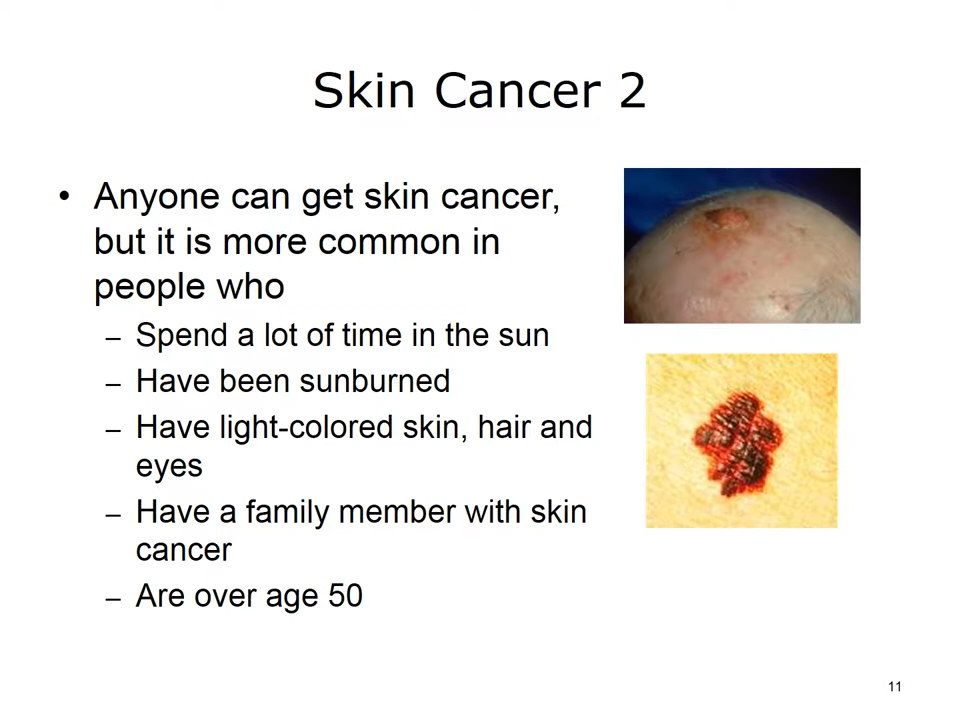 Skin Cancer 2
• Anyone can get skin cancer,
but it is more common in
people who
– Spend a lot of time in the sun
– Have been sunburned
– Have light-colored skin, hair and
eyes
– Have a family member with skin
cancer
– Are over age 50
11